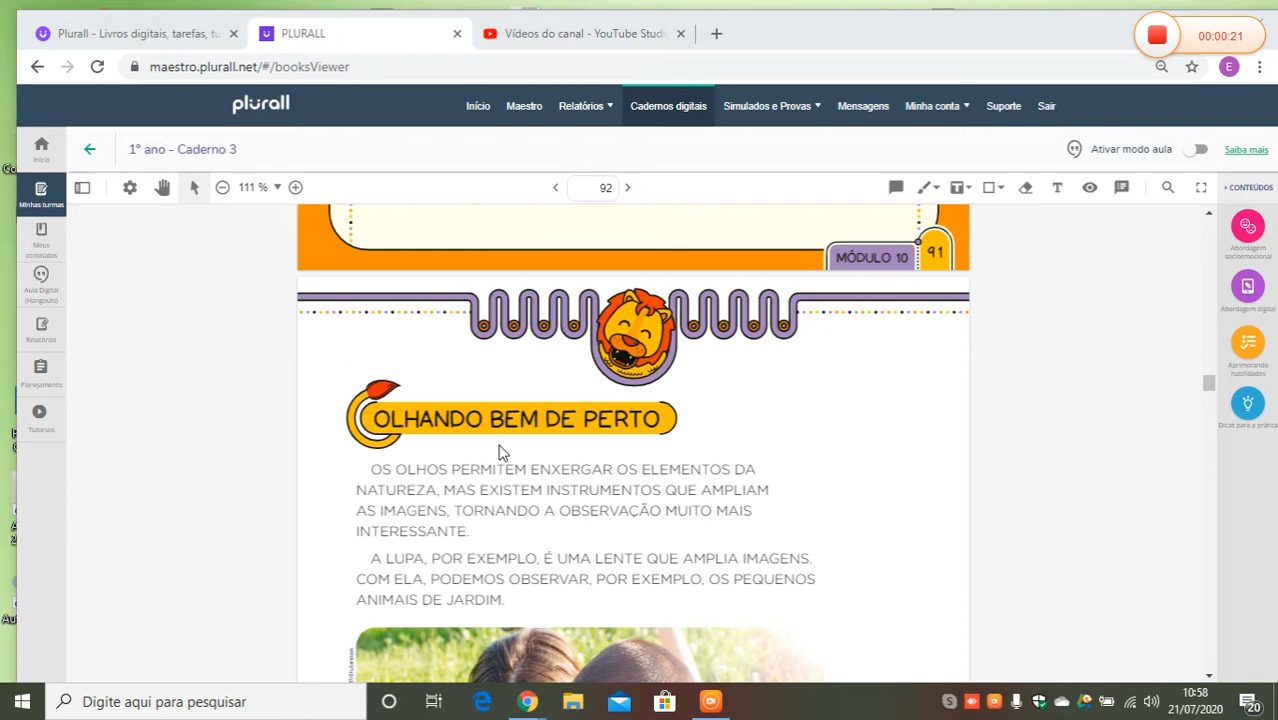 Plurall - Livros digitais, tarefas, tu
PLURALL
Vídeos do canal - YouTube Studi
00:00:21
maestro.plurall.net/#/booksViewer
E
plurall
Início
Maestro
Relatórios
Cadernos digitais
Simulados e Provas
Mensagens
Minha conta
Suporte
Sair
Início
1º ano - Caderno 3
Ativar modo aula
Saiba mais
Minhas turmas
111 %
92
+ CONTEÚDOS
Meus
conteúdos
Aula Digital
(Hangouts)
Relatórios
Planejamento
Tutoriais
Abordagem
socioemocional
Abordagem digital
Aprimorando
habilidades
Dicas para a prática
MÓDULO 10
91
OLHANDO BEM DE PERTO
OS OLHOS PERMITEM ENXERGAR OS ELEMENTOS DA
NATUREZA, MAS EXISTEM INSTRUMENTOS QUE AMPLIAM
AS IMAGENS, TORNANDO A OBSERVAÇÃO MUITO MAIS
INTERESSANTE.
A LUPA, POR EXEMPLO, É UMA LENTE QUE AMPLIA IMAGENS.
COM ELA, PODEMOS OBSERVAR, POR EXEMPLO, OS PEQUENOS
ANIMAIS DE JARDIM.
Digite aqui para pesquisar
10:58
21/07/2020
20